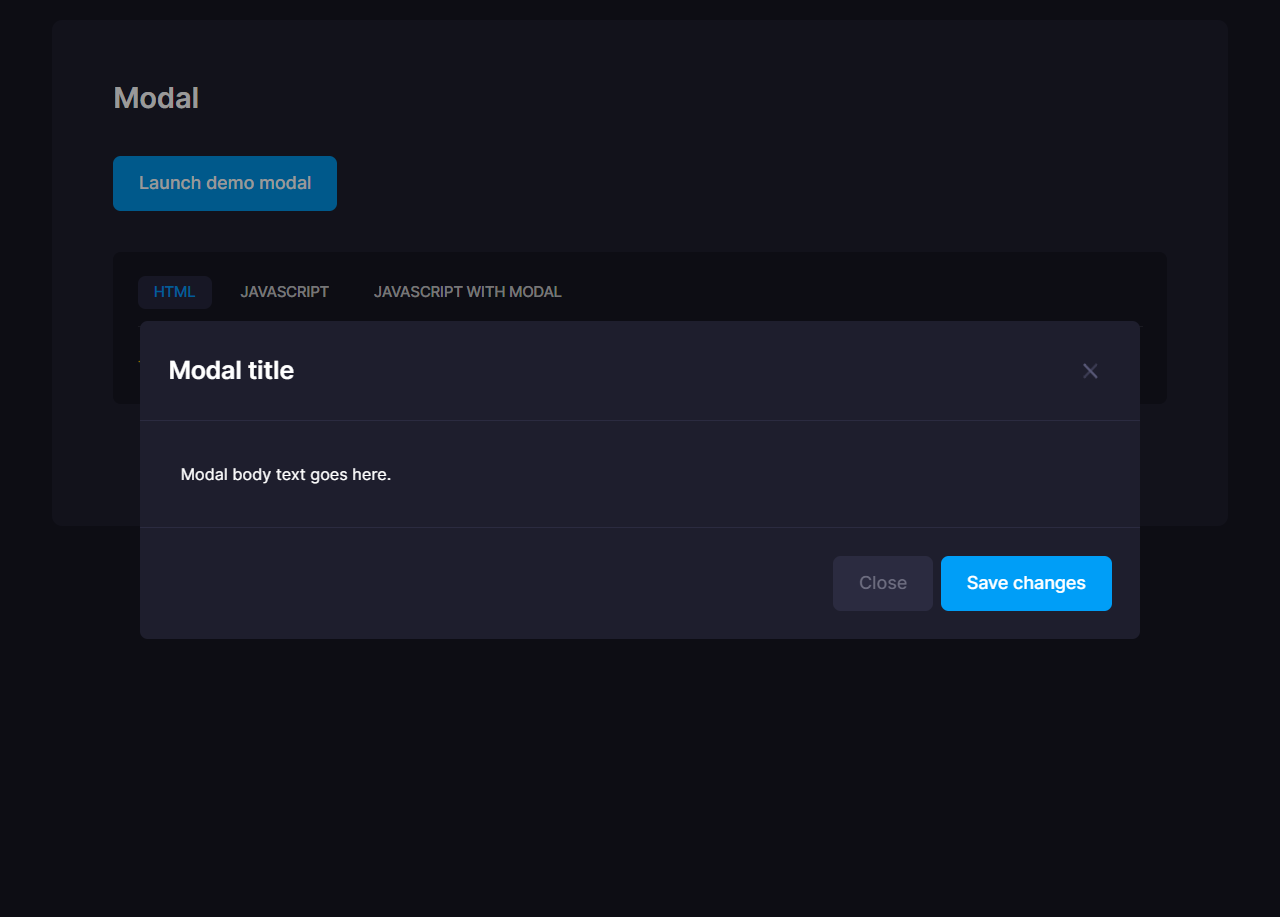 Modal
Launch demo modal
HTML JAVASCRIPT JAVASCRIPT WITH MODAL
Modal title
Modal body text goes here.
Close Save changes